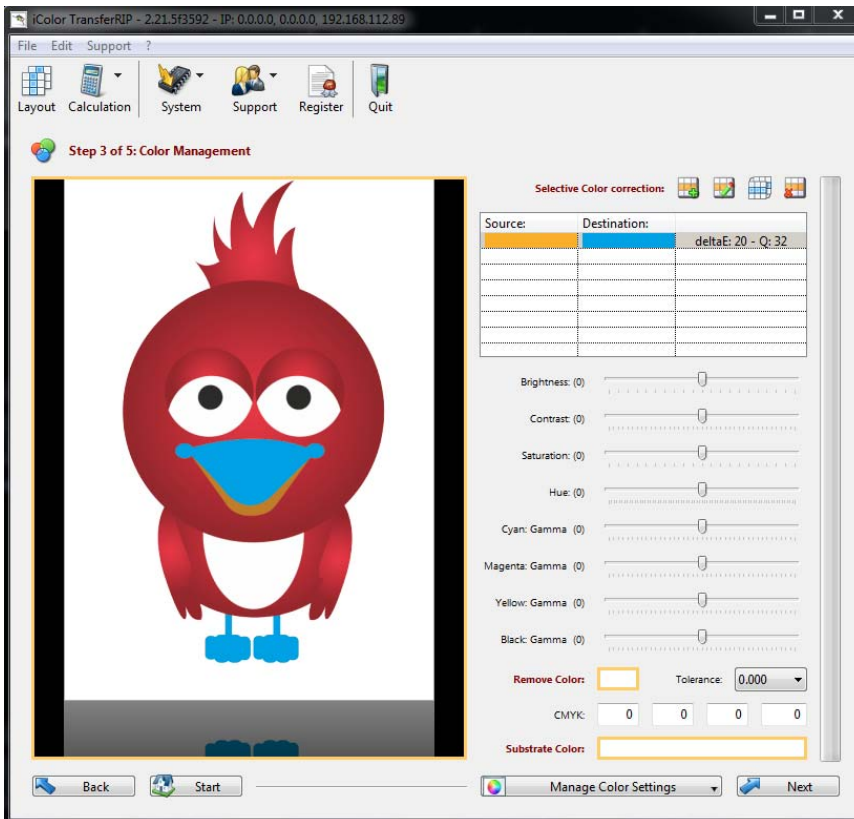 iColor TransferRIP - 2.21.5f3592 - IP: 0.0.0.0, 0.0.0.0, 192.168.112.89
File Edit Support ?
Layout Calculation System Support Register Quit
Step 3 of 5: Color Management
Selective Color correction:
Source: Destination:
deltaE: 20 - Q: 32
Brightness: (0)
Contrast: (0)
Saturation: (0)
Hue: (0)
Cyan: Gamma (0)
Magenta: Gamma (0)
Yellow: Gamma (0)
Black: Gamma (0)
Remove Color: Tolerance: 0.000
CMYK: 0 0 0 0
Substrate Color:
Back Start Manage Color Settings Next